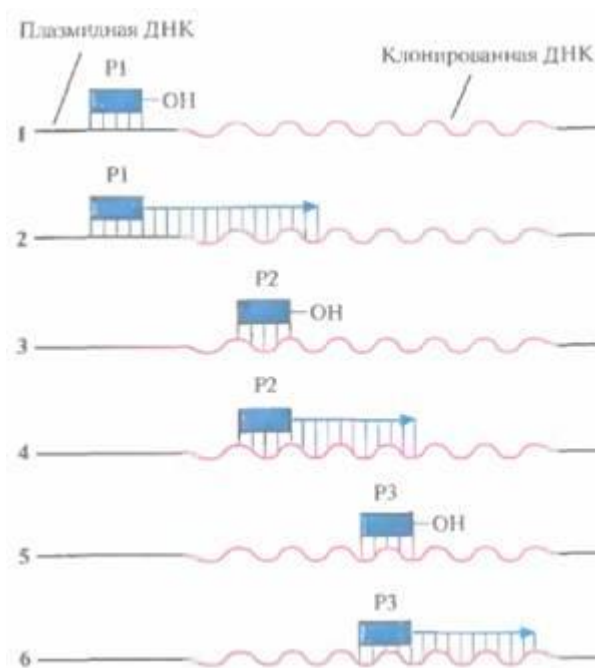 Плазмидная ДНК
Клонированная ДНК
P1
OH
1
P1
2
P2
OH
3
P2
4
P3
OH
5
P3
6